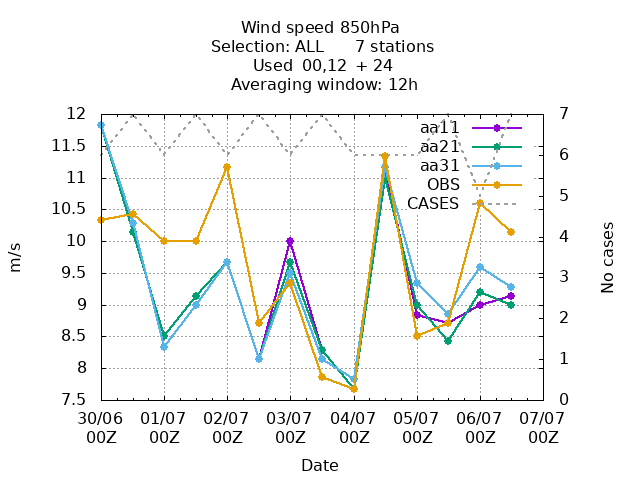 Wind speed 850hPa
Selection: ALL 7 stations
Used 00,12 + 24
Averaging window: 12h
12
11.5
11
10.5
10
9.5
9
8.5
8
7.5
m/s
7
6
5
4
3
2
1
0
No cases
aa11
aa21
aa31
OBS
CASES
30/06 01/07 02/07 03/07 04/07 05/07 06/07 07/07
00Z 00Z 00Z 00Z 00Z 00Z 00Z 00Z
Date